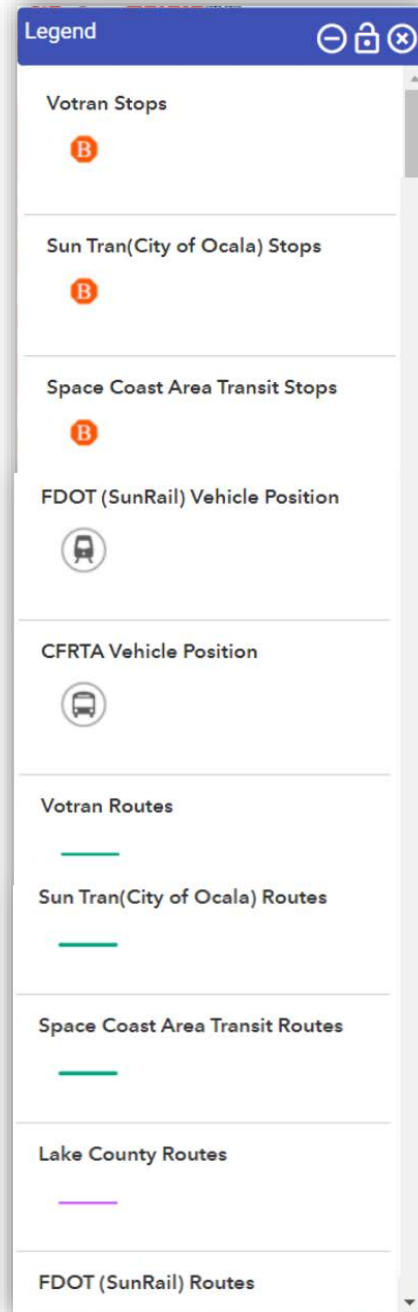 Legend
Votran Stops
B
Sun Tran(City of Ocala) Stops
B
Space Coast Area Transit Stops
B
FDOT (SunRail) Vehicle Position
CFRTA Vehicle Position
Votran Routes
Sun Tran(City of Ocala) Routes
Space Coast Area Transit Routes
Lake County Routes
FDOT (SunRail) Routes